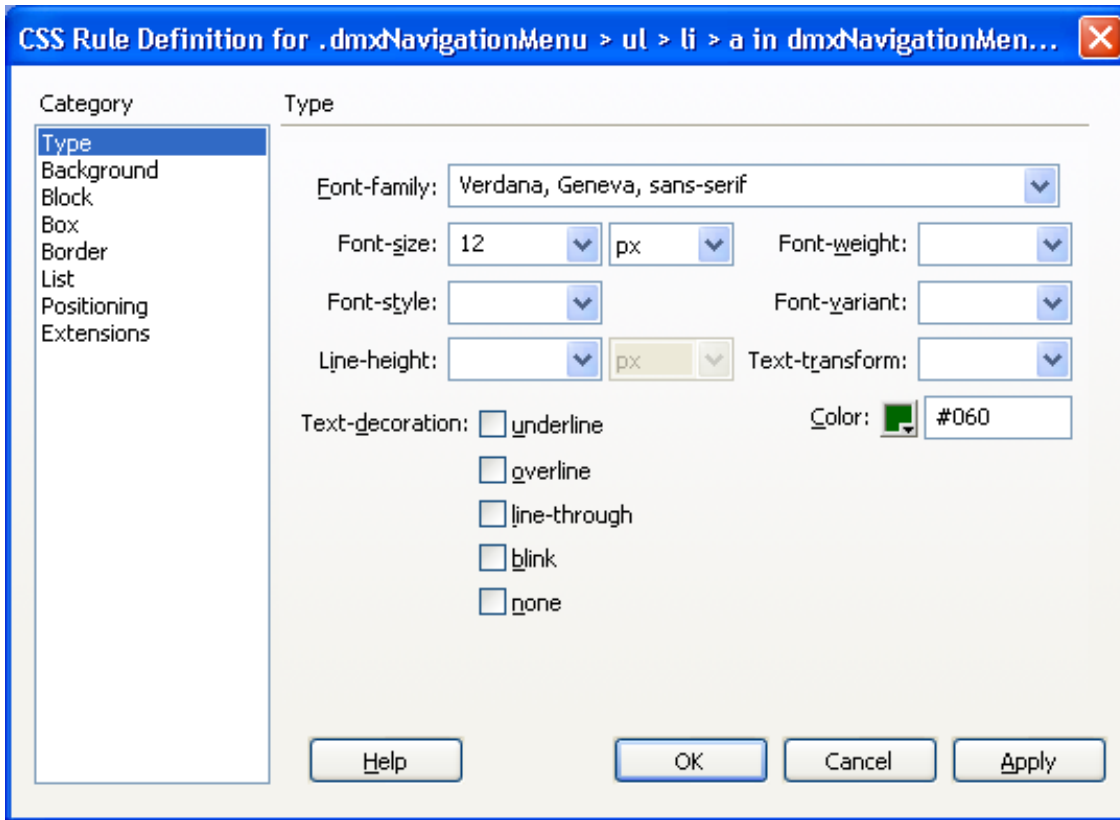 CSS Rule Definition for .dmxNavigationMenu > ul > li > a in dmxNavigationMen...
Category
Type
Type
Background
Block
Box
Border
List
Positioning
Extensions
Font-family: Verdana, Geneva, sans-serif
Font-size: 12 px Font-weight:
Font-style: Font-variant:
Line-height: px Text-transform:
Text-decoration: underline Color: #060
overline
line-through
blink
none
Help OK Cancel Apply